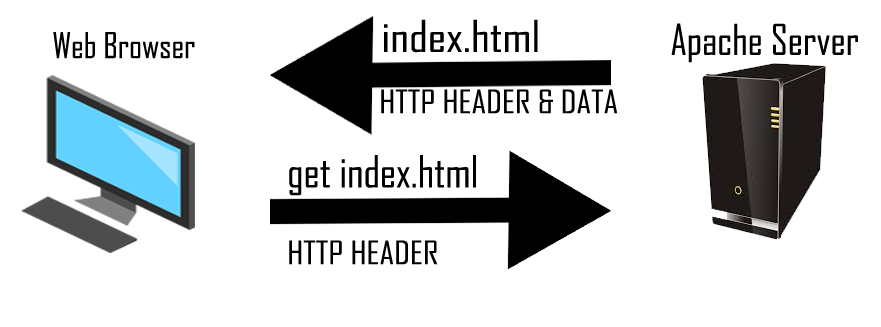 Web Browser
index.html
Apache Server
HTTP HEADER & DATA
get index.html
HTTP HEADER